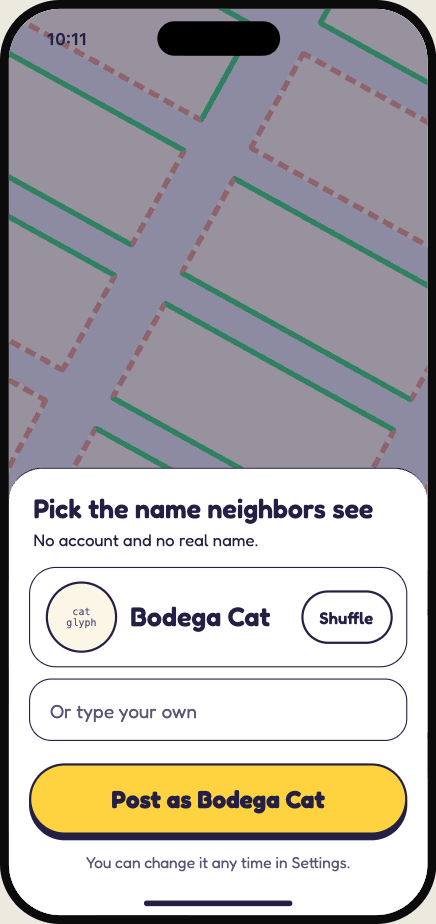 10:11
Pick the name neighbors see
No account and no real name.
cat
glyph
Bodega Cat
Shuffle
Or type your own
Post as Bodega Cat
You can change it any time in Settings.